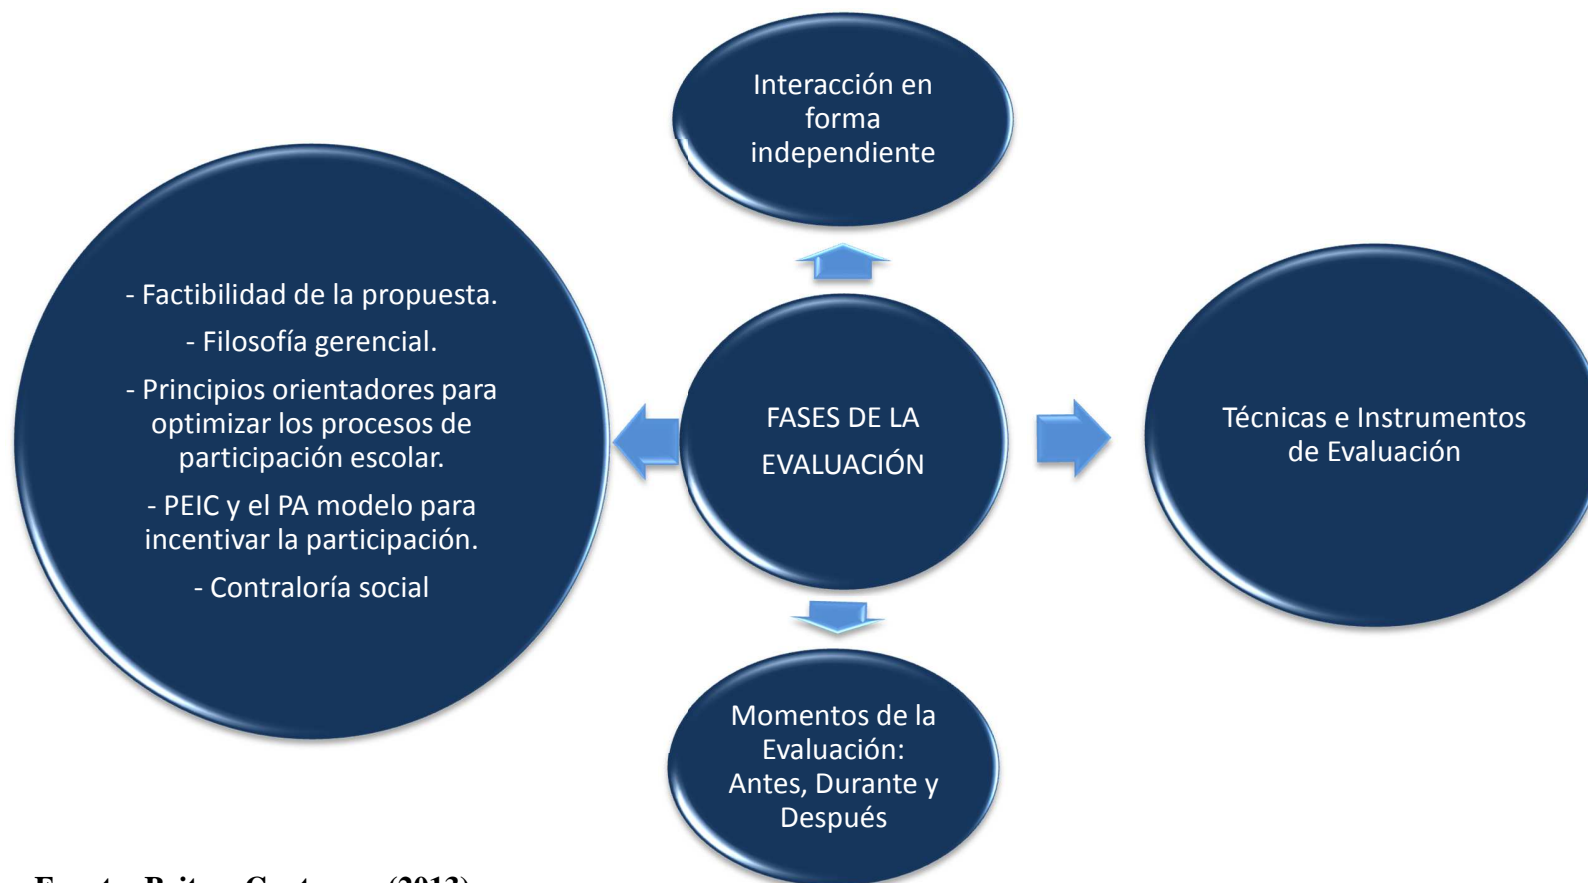 Interacción en
forma
independiente
- Factibilidad de la propuesta.
- Filosofía gerencial.
- Principios orientadores para
optimizar los procesos de
participación escolar.
- PEIC y el PA modelo para
incentivar la participación.
- Contraloría social
FASES DE LA
EVALUACIÓN
Técnicas e Instrumentos
de Evaluación
Momentos de la
Evaluación:
Antes, Durante y
Después
(2013)